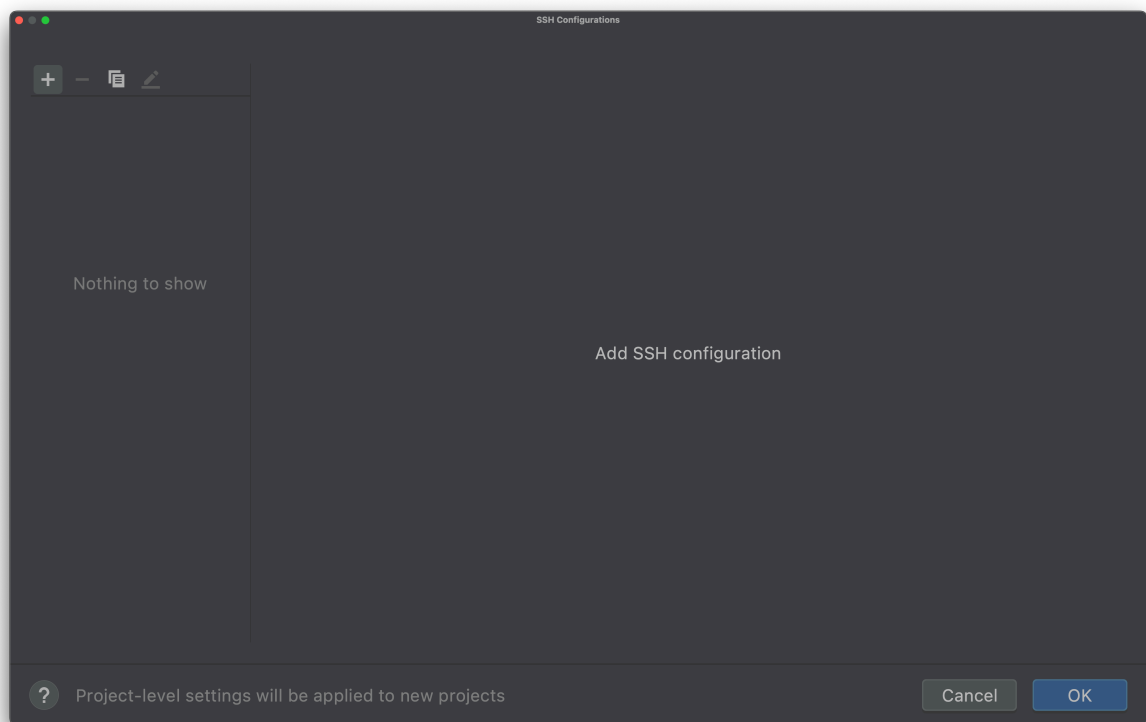 SSH Configurations
Nothing to show
Add SSH configuration
? Project-level settings will be applied to new projects
Cancel
OK